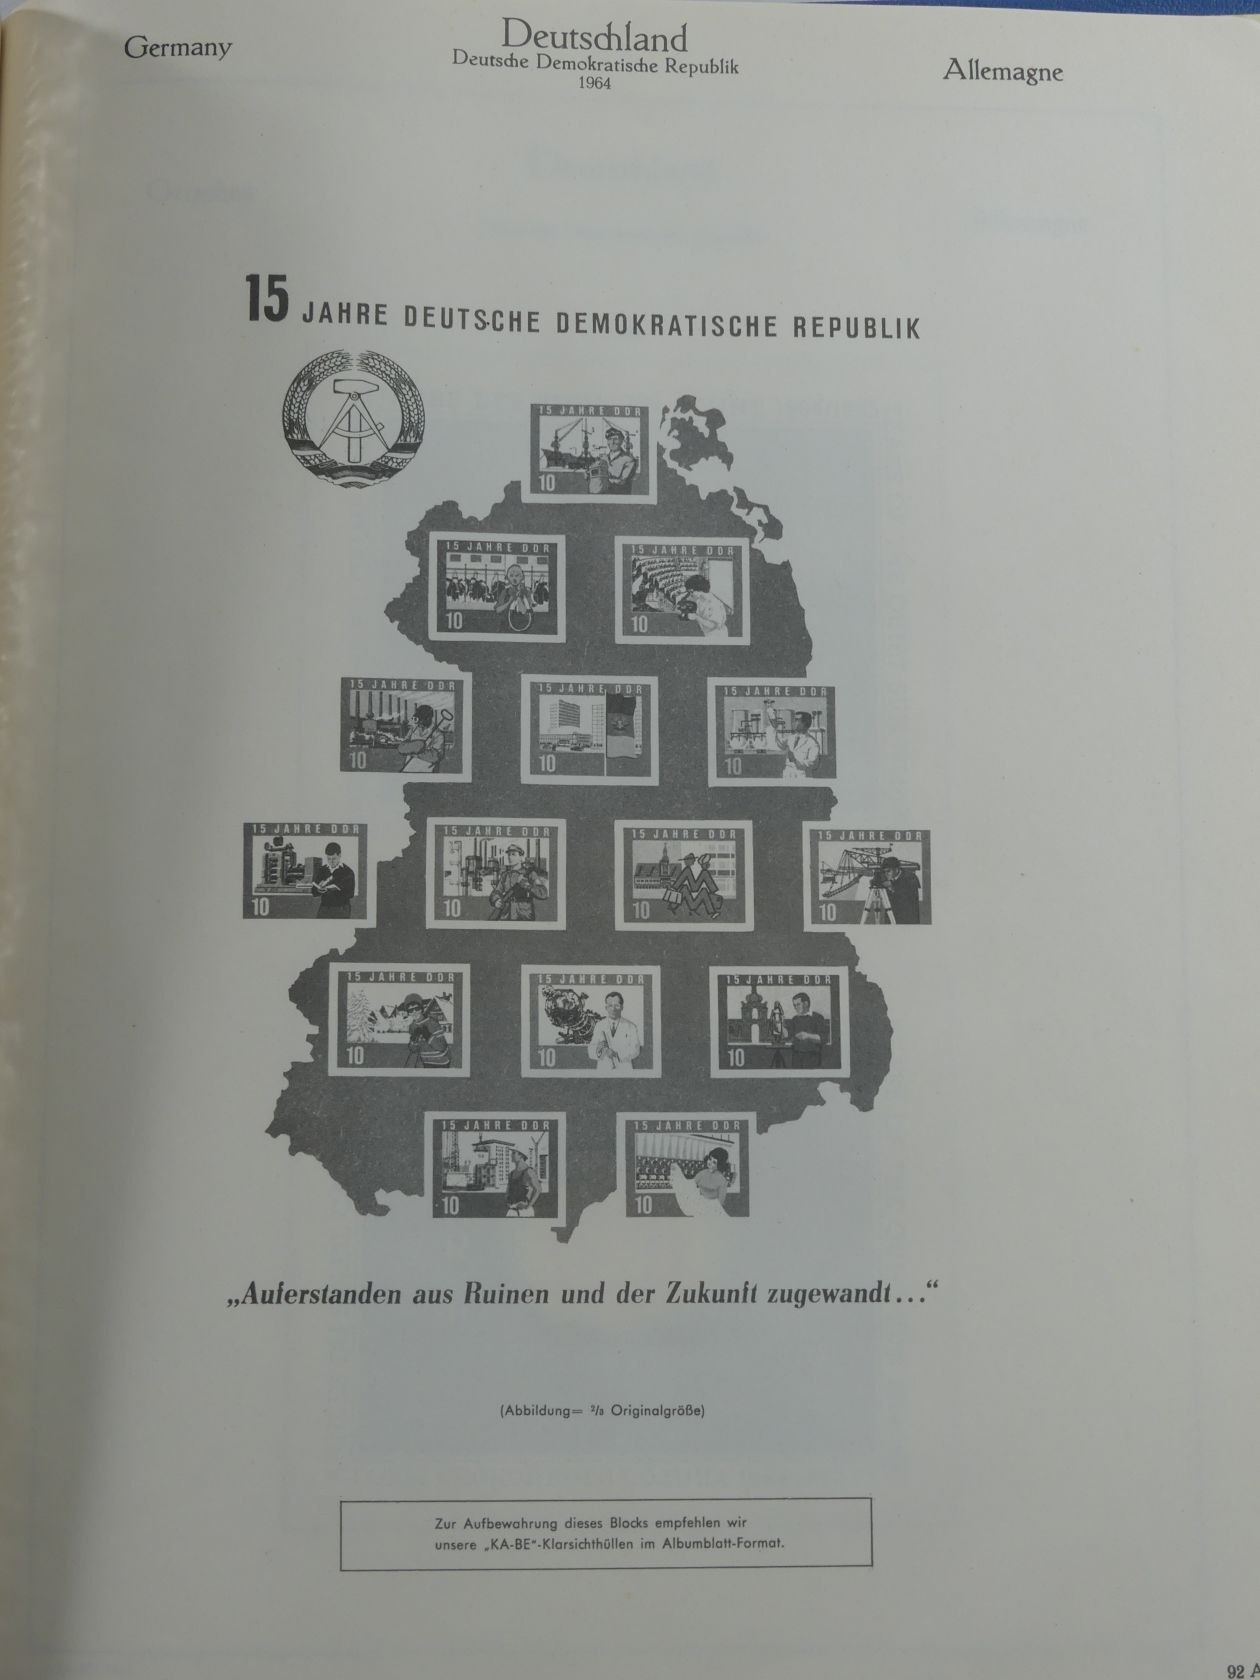 Germany
Deutschland
Allemagne
Deutsche Demokratische Republik
1964
15 JAHRE DEUTSCHE DEMOKRATISCHE REPUBLIK
15 JAHRE DDR
10
15 JAHRE DDR
10
15 JAHRE DDR
10
15 JAHRE DDR
10
15 JAHRE DDR
10
15 JAHRE DDR
10
15 JAHRE DDR
10
15 JAHRE DDR
10
15 JAHRE DDR
10
15 JAHRE DDR
10
15 JAHRE DDR
10
15 JAHRE DDR
10
15 JAHRE DDR
10
15 JAHRE DDR
10
15 JAHRE DDR
10
„Auferstanden aus Ruinen und der Zukunft zugewandt...“
(Abbildung= ²/₃ Originalgröße)
Zur Aufbewahrung dieses Blocks empfehlen wir
unsere „KA-BE“-Klarsichthüllen im Albumblatt-Format.
92 A